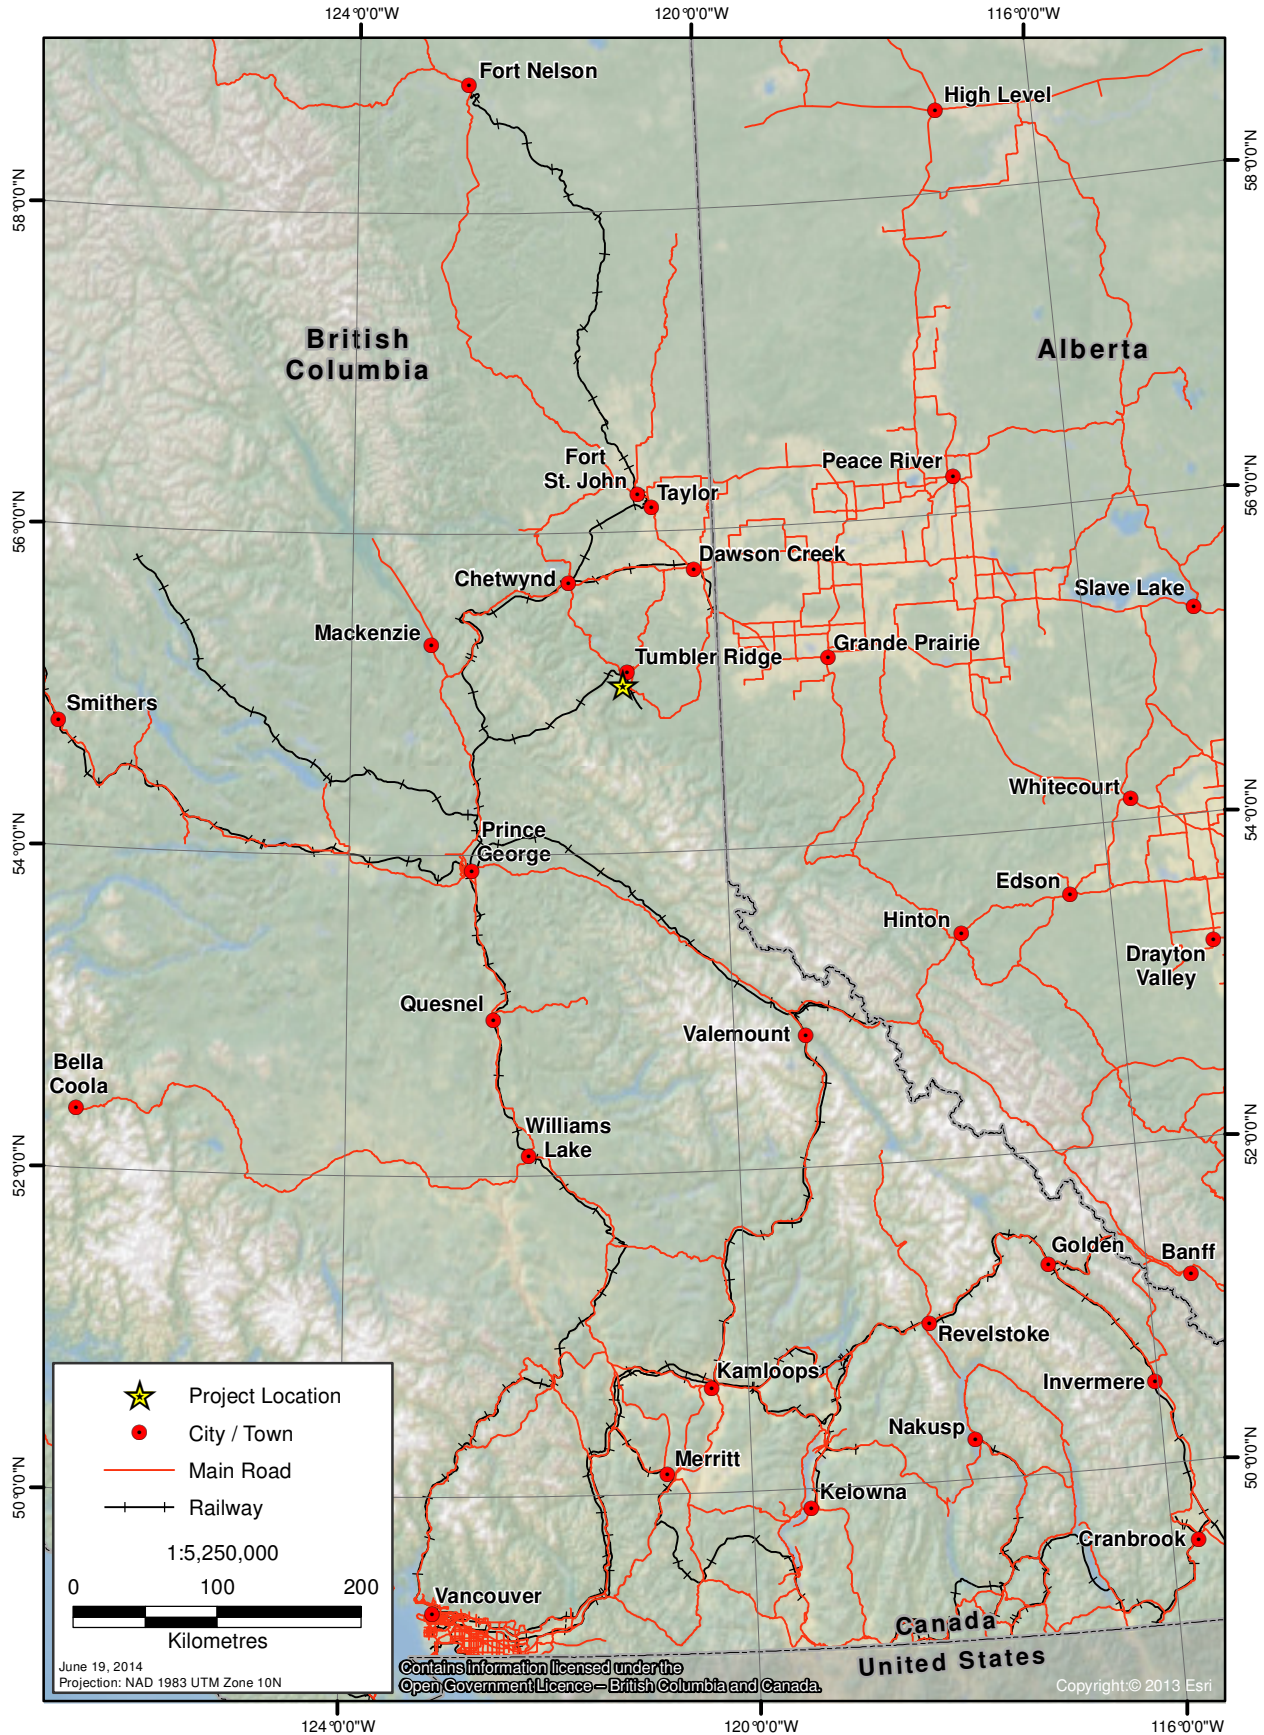 124°0'0"W
120°0'0"W
116°0'0"W
Fort Nelson
High Level
58°0'0"N
58°0'0"N
British
Columbia
Alberta
Fort
St. John
Peace River
Taylor
56°0'0"N
56°0'0"N
Dawson Creek
Chetwynd
Slave Lake
Mackenzie
Grande Prairie
Tumbler Ridge
Smithers
Whitecourt
54°0'0"N
54°0'0"N
Prince
George
Edson
Hinton
Drayton
Valley
Quesnel
Valemount
Bella
Coola
Williams
Lake
52°0'0"N
52°0'0"N
Golden
Banff
Revelstoke
Kamloops
Invermere
Nakusp
Merritt
Kelowna
50°0'0"N
50°0'0"N
Cranbrook
Vancouver
Canada
United States
Project Location
City / Town
Main Road
Railway
1:5,250,000
0 100 200
Kilometres
June 19, 2014
Projection: NAD 1983 UTM Zone 10N
Contains information licensed under the
Open Government Licence – British Columbia and Canada.
Copyright:© 2013 Esri
124°0'0"W
120°0'0"W
116°0'0"W